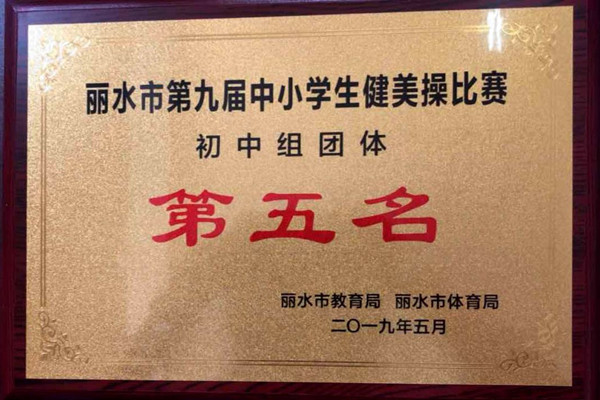 丽水市第九届中小学生健美操比赛
初中组团体
第五名
丽水市教育局 丽水市体育局
二〇一九年五月